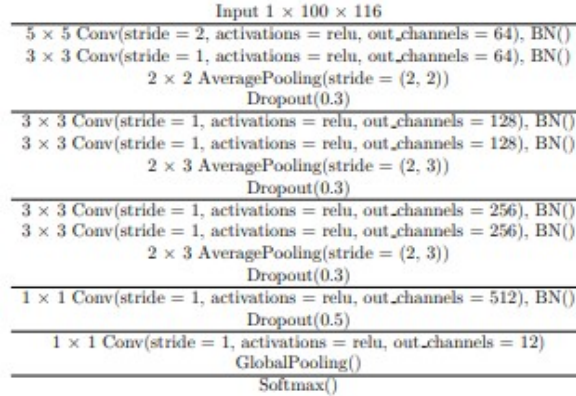 Input 1 × 100 × 116
5 × 5 Conv(stride = 2, activations = relu, out_channels = 64), BN()
3 × 3 Conv(stride = 1, activations = relu, out_channels = 64), BN()
2 × 2 AveragePooling(stride = (2, 2))
Dropout(0.3)
3 × 3 Conv(stride = 1, activations = relu, out_channels = 128), BN()
3 × 3 Conv(stride = 1, activations = relu, out_channels = 128), BN()
2 × 3 AveragePooling(stride = (2, 3))
Dropout(0.3)
3 × 3 Conv(stride = 1, activations = relu, out_channels = 256), BN()
3 × 3 Conv(stride = 1, activations = relu, out_channels = 256), BN()
2 × 3 AveragePooling(stride = (2, 3))
Dropout(0.3)
1 × 1 Conv(stride = 1, activations = relu, out_channels = 512), BN()
Dropout(0.5)
1 × 1 Conv(stride = 1, activations = relu, out_channels = 12)
GlobalPooling()
Softmax()